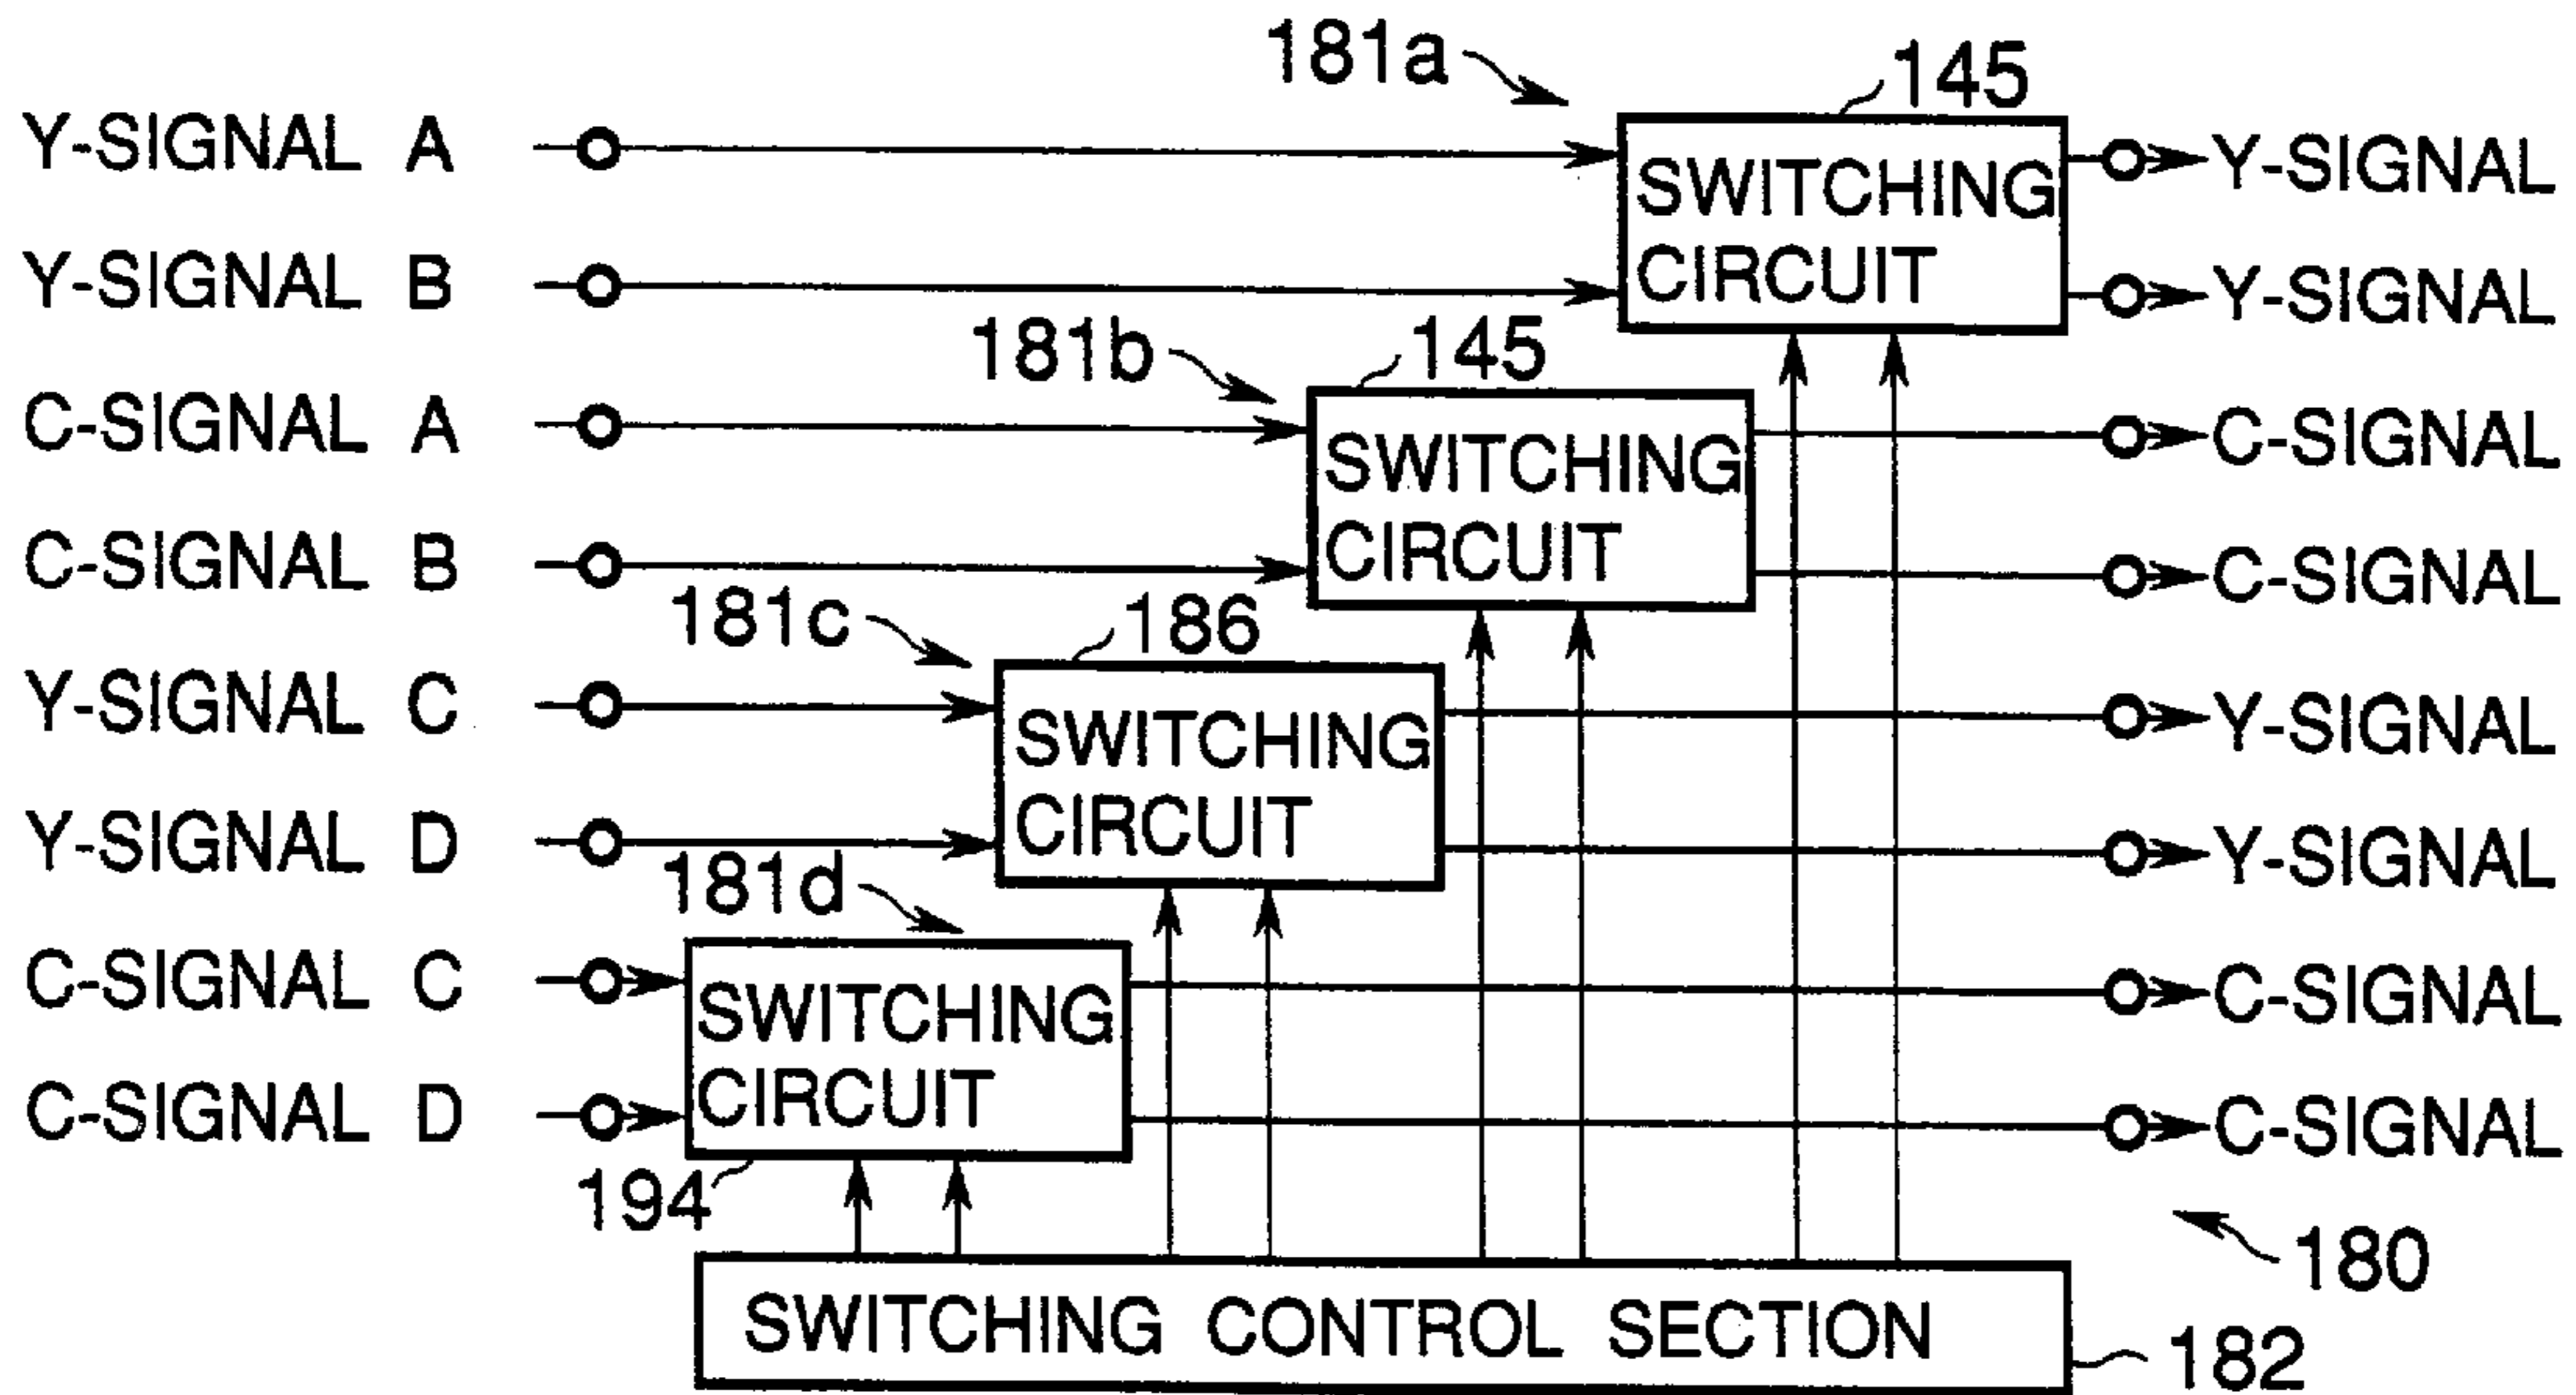 181a
145
Y-SIGNAL A
SWITCHING
CIRCUIT
Y-SIGNAL
Y-SIGNAL B
Y-SIGNAL
181b
145
C-SIGNAL A
SWITCHING
CIRCUIT
C-SIGNAL
C-SIGNAL B
C-SIGNAL
181c
186
Y-SIGNAL C
SWITCHING
CIRCUIT
Y-SIGNAL
Y-SIGNAL D
Y-SIGNAL
181d
C-SIGNAL C
SWITCHING
CIRCUIT
C-SIGNAL
C-SIGNAL D
C-SIGNAL
194
180
SWITCHING CONTROL SECTION
182